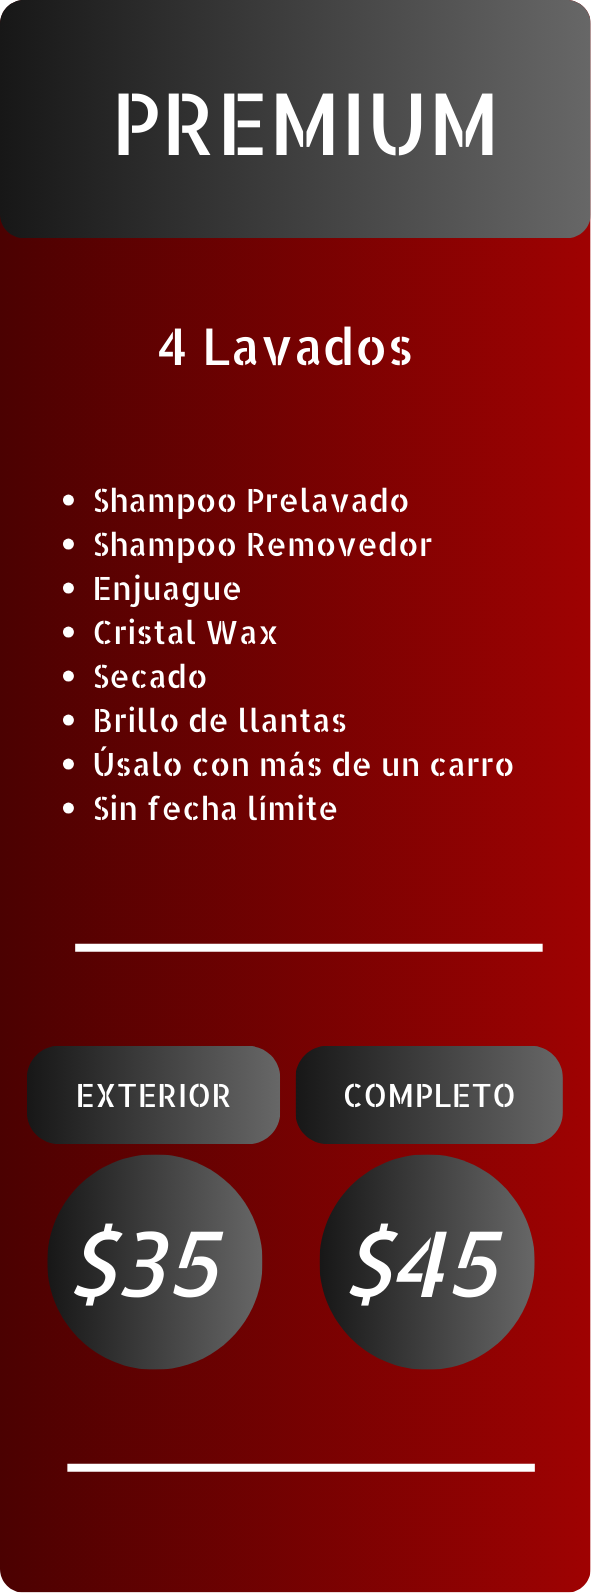 PREMIUM
4 Lavados
• Shampoo Prelavado
• Shampoo Removedor
• Enjuague
• Cristal Wax
• Secado
• Brillo de llantas
• Úsalo con más de un carro
• Sin fecha límite
EXTERIOR COMPLETO
$35 $45